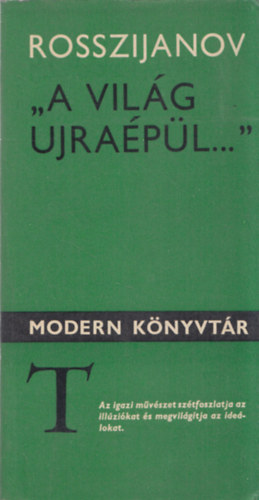 ROSSZIJANOV
„A VILÁG
UJRAÉPÜL...”
MODERN KÖNYVTÁR
T
Az igazi művészet szétfoszlatja az
illúziókat és megvilágítja az ideá-
lokat.